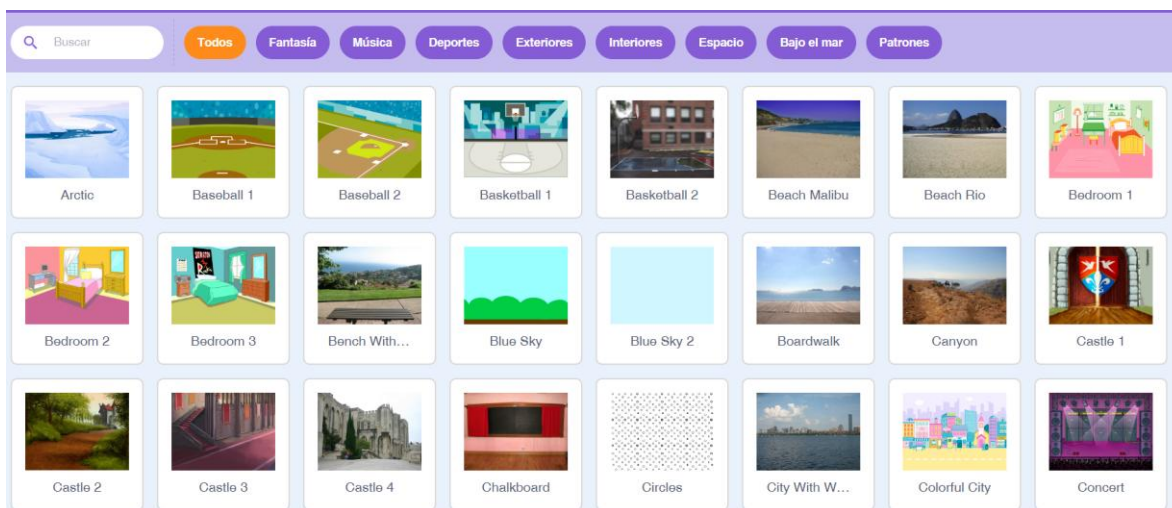 Buscar Todos Fantasía Música Deportes Exteriores Interiores Espacio Bajo el mar Patrones
Arctic Baseball 1 Baseball 2 Basketball 1 Basketball 2 Beach Malibu Beach Rio Bedroom 1
Bedroom 2 Bedroom 3 Bench With... Blue Sky Blue Sky 2 Boardwalk Canyon Castle 1
Castle 2 Castle 3 Castle 4 Chalkboard Circles City With W... Colorful City Concert